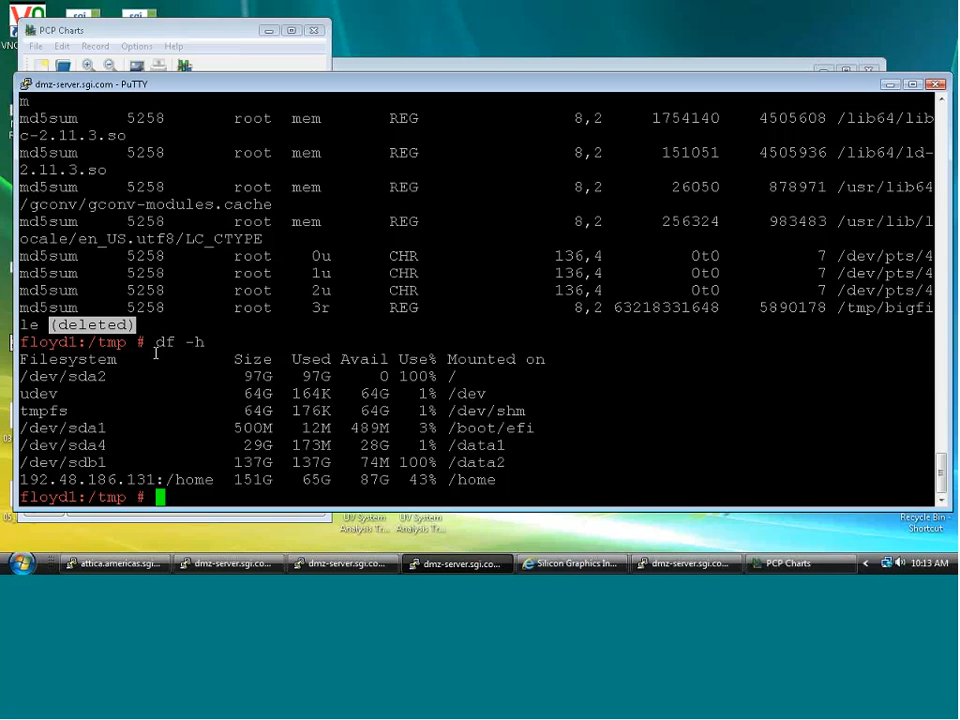 VNC
PCP Charts
File Edit Record Options Help
dmz-server.sgi.com - PuTTY
m
md5sum 5258 root mem REG 8,2 1754140 4505608 /lib64/lib
c-2.11.3.so
md5sum 5258 root mem REG 8,2 151051 4505936 /lib64/ld-
2.11.3.so
md5sum 5258 root mem REG 8,2 26050 878971 /usr/lib64
/gconv/gconv-modules.cache
md5sum 5258 root mem REG 8,2 256324 983483 /usr/lib/l
ocale/en_US.utf8/LC_CTYPE
md5sum 5258 root 0u CHR 136,4 0t0 7 /dev/pts/4
md5sum 5258 root 1u CHR 136,4 0t0 7 /dev/pts/4
md5sum 5258 root 2u CHR 136,4 0t0 7 /dev/pts/4
md5sum 5258 root 3r REG 8,2 63218331648 5890178 /tmp/bigfi
le (deleted)
floyd1:/tmp # df -h
Filesystem Size Used Avail Use% Mounted on
/dev/sda2 97G 97G 0 100% /
udev 64G 164K 64G 1% /dev
tmpfs 64G 176K 64G 1% /dev/shm
/dev/sda1 500M 12M 489M 3% /boot/efi
/dev/sda4 29G 173M 28G 1% /data1
/dev/sdb1 137G 137G 74M 100% /data2
192.48.186.131:/home 151G 65G 87G 43% /home
floyd1:/tmp #
UV System UV System Recycle Bin -
Analysis Tr... Analysis Tr... Shortcut
attica.americas.sgi... dmz-server.sgi.co... dmz-server.sgi.co... dmz-server.sgi.co... Silicon Graphics In... dmz-server.sgi.co... PCP Charts 10:13 AM